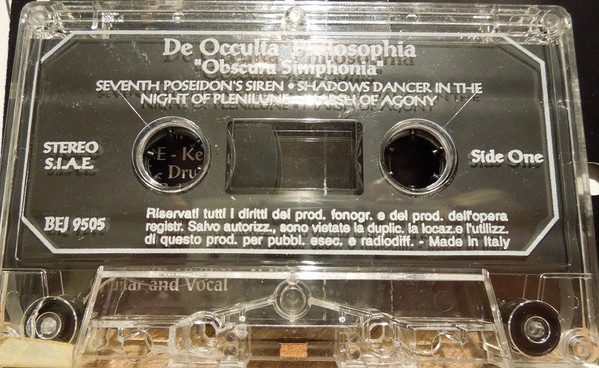 De Occulta Philosophia
"Obscura Simphonia"
SEVENTH POSEIDON'S SIREN • SHADOWS DANCER IN THE
NIGHT OF PLENILUNE • MARSH OF AGONY
STEREO
S.I.A.E.
E - Ke
Dru
Side One
BEJ 9505
Riservati tutti i diritti del prod. fonogr. e del prod. dell'opera
registr. Salvo autorizz., sono vietate la duplic. la locaz.e l'utilizz.
di questo prod. per pubbl. esec. e radiodiff. - Made in Italy
and Vocal